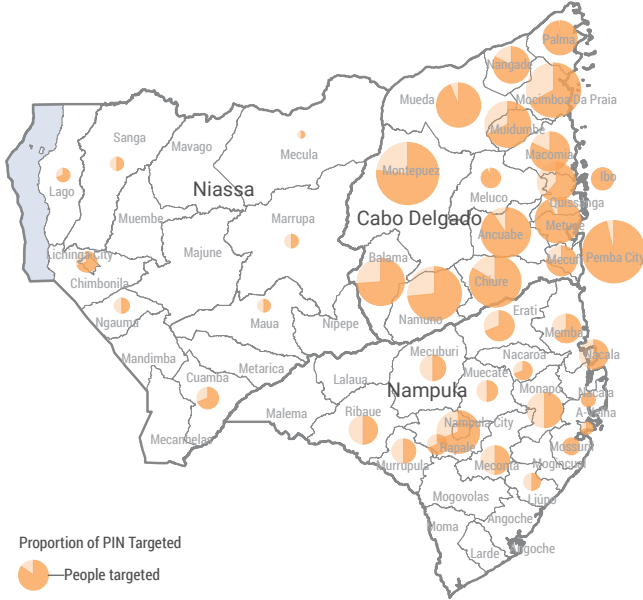 Palma
Nangade
Mueda
Mocimboa Da Praia
Muidumbe
Sanga
Mavago
Mecula
Macomia
Lago
Montepuez
Ibo
Niassa
Meluco
Quissanga
Muembe
Marrupa
Cabo Delgado
Metuge
Ancuabe
Majune
Lichinga City
Balama
Mecufi
Pemba City
Chimbonila
Chiure
Namuno
Erati
Ngauma
Maua
Nipepe
Memba
Mandimba
Mecuburi
Nacala
Metarica
Nacaroa
Muecate
Cuamba
Lalaua
Nampula
Monapo
Nacala
A-Velha
Malema
Ribaue
Nampula City
Mecanhelas
Rapale
Mossuril
Murrupula
Meconta
Mogincual
Mogovolas
Liúpo
Angoche
Moma
Larde
Angoche
Proportion of PIN Targeted
People targeted